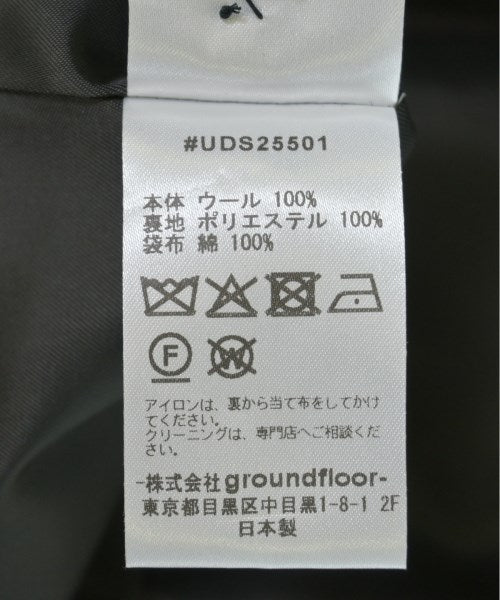 #UDS25501
本体 ウール 100%
裏地 ポリエステル 100%
袋布 綿 100%
F W
アイロンは、裏から当て布をしてかけ
てください。
クリーニングは、専門店へご相談くだ
さい。
-株式会社groundfloor-
東京都目黒区中目黒1-8-1 2F
日本製